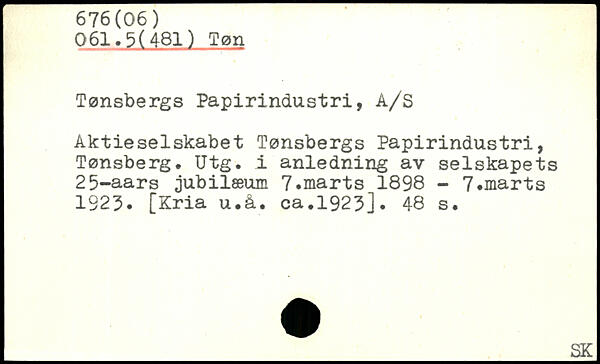 676(06)
061.5(481) Tøn
Tønsbergs Papirindustri, A/S
Aktieselskabet Tønsbergs Papirindustri,
Tønsberg. Utg. i anledning av selskapets
25-aars jubilæum 7.marts 1898 - 7.marts
1923. [Kria u.å. ca.1923]. 48 s.
SK